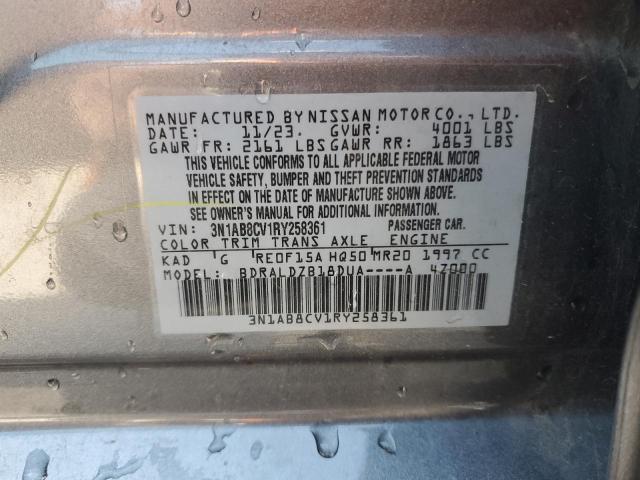 MANUFACTURED BY NISSAN MOTOR CO., LTD.
DATE: 11/23. GVWR: 4001 LBS
GAWR FR: 2161 LBS GAWR RR: 1863 LBS
THIS VEHICLE CONFORMS TO ALL APPLICABLE FEDERAL MOTOR
VEHICLE SAFETY, BUMPER AND THEFT PREVENTION STANDARDS
IN EFFECT ON THE DATE OF MANUFACTURE SHOWN ABOVE.
SEE OWNER'S MANUAL FOR ADDITIONAL INFORMATION.
VIN: 3N1AB8CV1RY258361 PASSENGER CAR.
COLOR TRIM TRANS AXLE ENGINE
KAD G RE0F15A HQ50 MR20 1997 CC
MODEL: BDRALDZB18DUA----A 4Z000
3N1AB8CV1RY258361